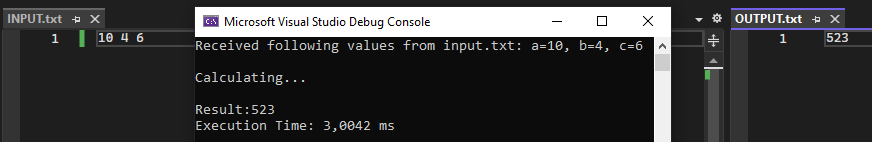 INPUT.txt
1 10 4 6
Microsoft Visual Studio Debug Console
Received following values from input.txt: a=10, b=4, c=6
Calculating...
Result:523
Execution Time: 3,0042 ms
OUTPUT.txt
1 523